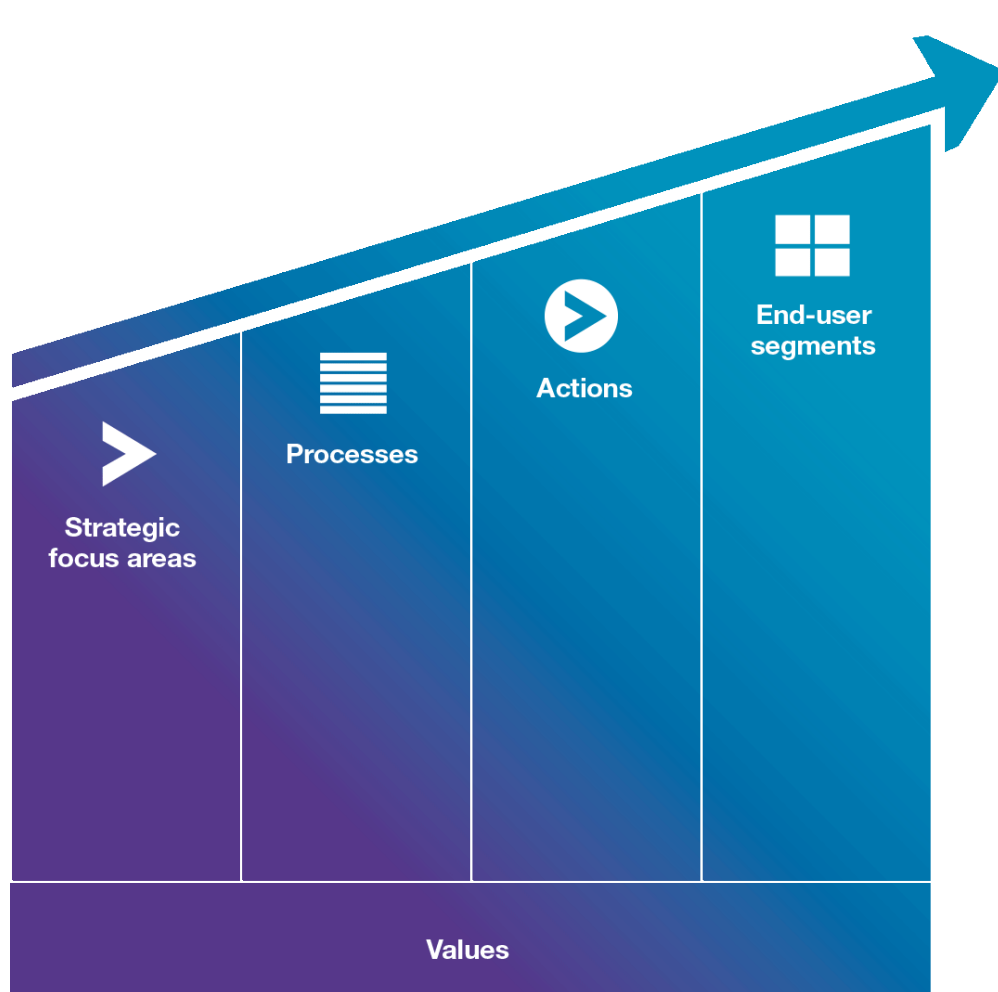 Strategic
focus areas
Processes
Actions
End-user
segments
Values